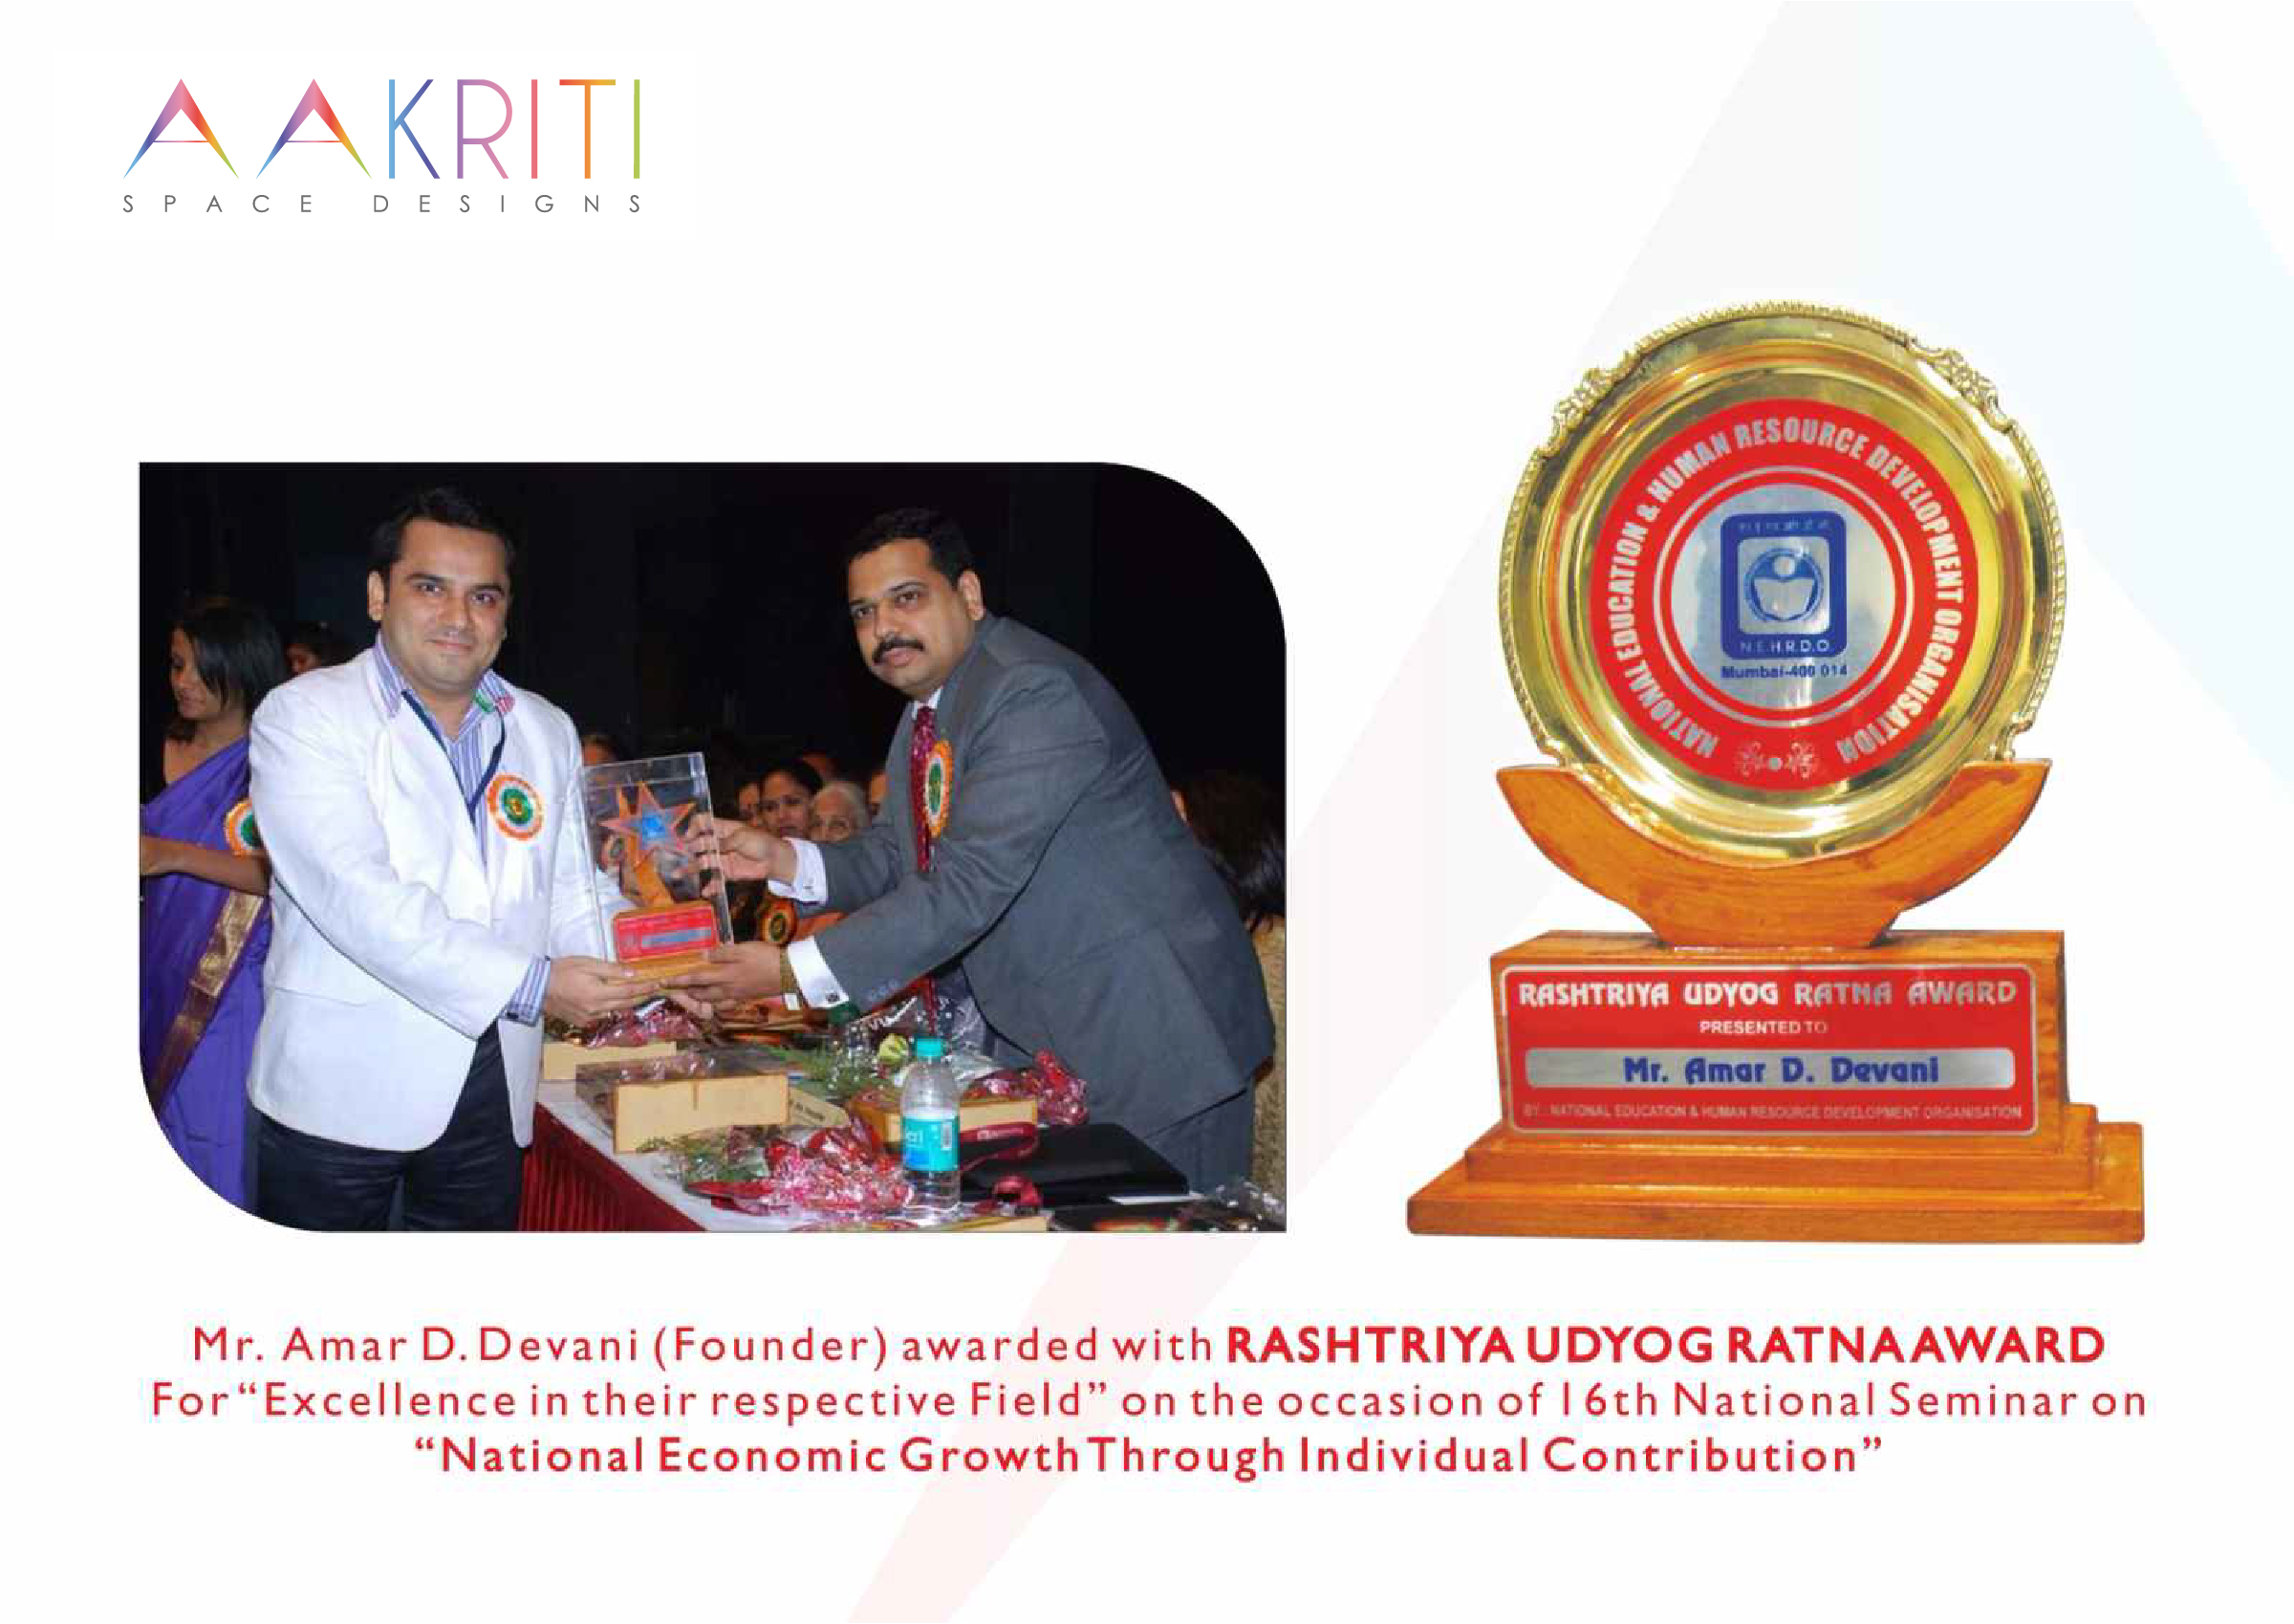 AAKRITI
SPACE DESIGNS
NATIONAL EDUCATION & HUMAN RESOURCE DEVELOPMENT ORGANISATION
N.E.H.R.D.O.
Mumbai-400 014
RASHTRIYA UDYOG RATNA AWARD
PRESENTED TO
Mr. Amar D. Devani
BY : NATIONAL EDUCATION & HUMAN RESOURCE DEVELOPMENT ORGANISATION
Mr. Amar D. Devani (Founder) awarded with RASHTRIYA UDYOG RATNA AWARD
For “Excellence in their respective Field” on the occasion of 16th National Seminar on
“National Economic Growth Through Individual Contribution”